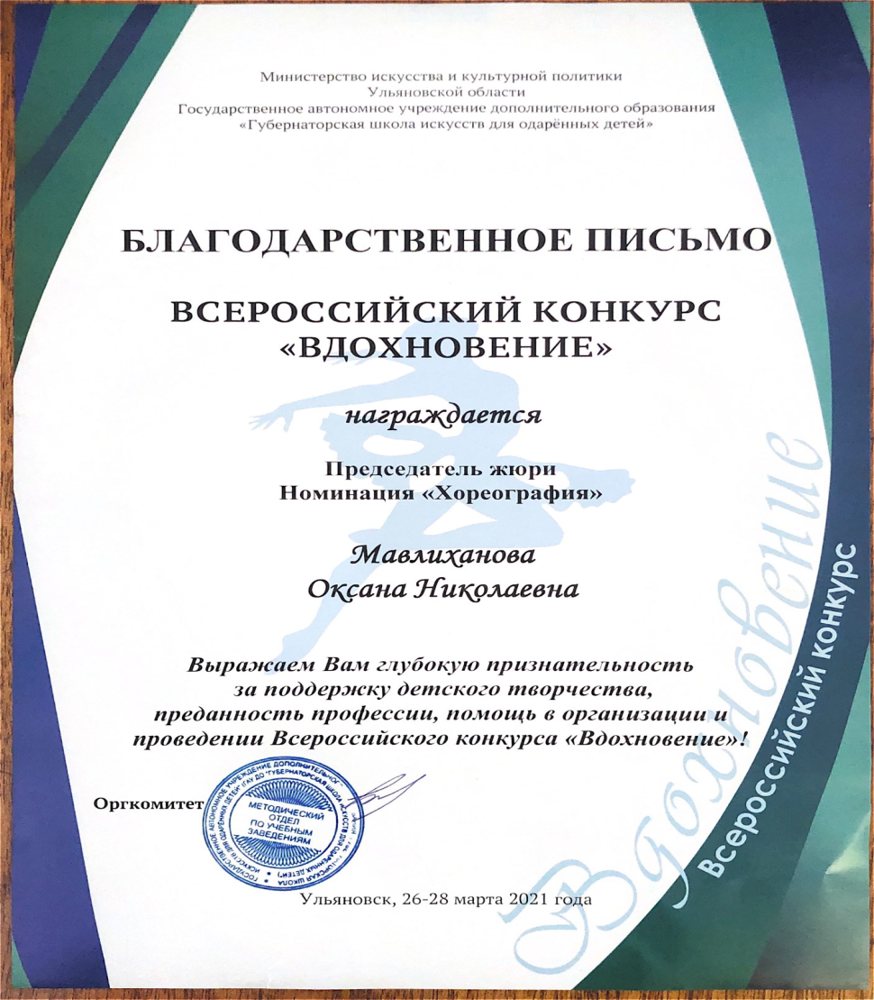 Министерство искусства и культурной политики
Ульяновской области
Государственное автономное учреждение дополнительного образования
«Губернаторская школа искусств для одарённых детей»
БЛАГОДАРСТВЕННОЕ ПИСЬМО
ВСЕРОССИЙСКИЙ КОНКУРС
«ВДОХНОВЕНИЕ»
награждается
Председатель жюри
Номинация «Хореография»
Мавлиханова
Оксана Николаевна
Выражаем Вам глубокую признательность
за поддержку детского творчества,
преданность профессии, помощь в организации и
проведении Всероссийского конкурса «Вдохновение»!
Оргкомитет
МЕТОДИЧЕСКИЙ
ОТДЕЛ
ПО УЧЕБНЫМ
ЗАВЕДЕНИЯМ
Ульяновск, 26-28 марта 2021 года
Вдохновение
Всероссийский конкурс